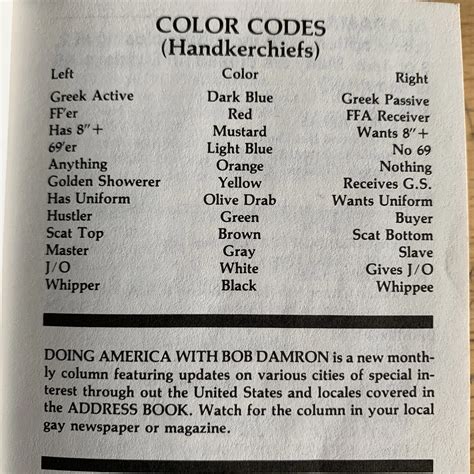 COLOR CODES
(Handkerchiefs)
Left Color Right
Greek Active Dark Blue Greek Passive
FF'er Red FFA Receiver
Has 8"+ Mustard Wants 8"+
69'er Light Blue No 69
Anything Orange Nothing
Golden Showerer Yellow Receives G.S.
Has Uniform Olive Drab Wants Uniform
Hustler Green Buyer
Scat Top Brown Scat Bottom
Master Gray Slave
J/O White Gives J/O
Whipper Black Whippee
DOING AMERICA WITH BOB DAMRON is a new month-
ly column featuring updates on various cities of special in-
terest through out the United States and locales covered in
the ADDRESS BOOK. Watch for the column in your local
gay newspaper or magazine.